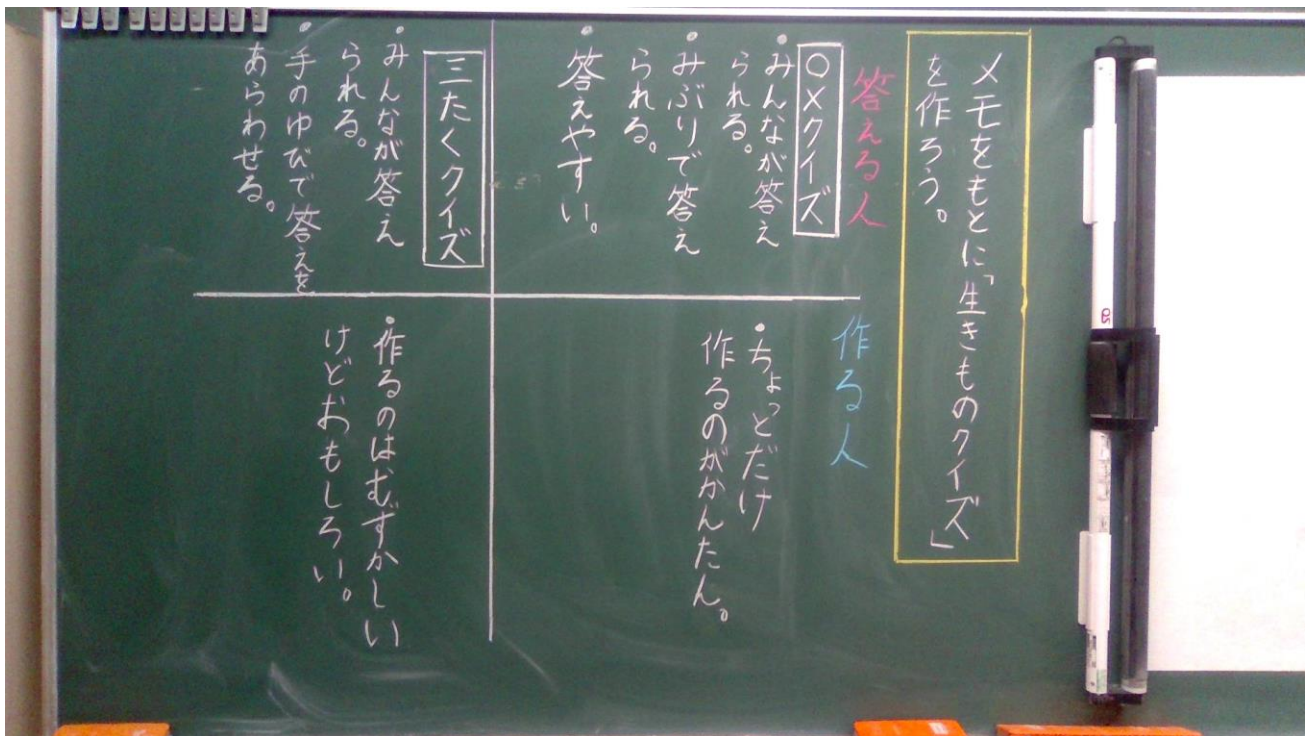 メモをもとに「生きものクイズ」
を作ろう。
答える人
作る人
○×クイズ
・みんなが答え
られる。
・みぶりで答え
られる。
・答えやすい。
・ちょっとだけ
作るのがかんたん。
三たくクイズ
・みんなが答え
られる。
・手のゆびで答えを
あらわせる。
・作るのはむずかしい
けどおもしろい。